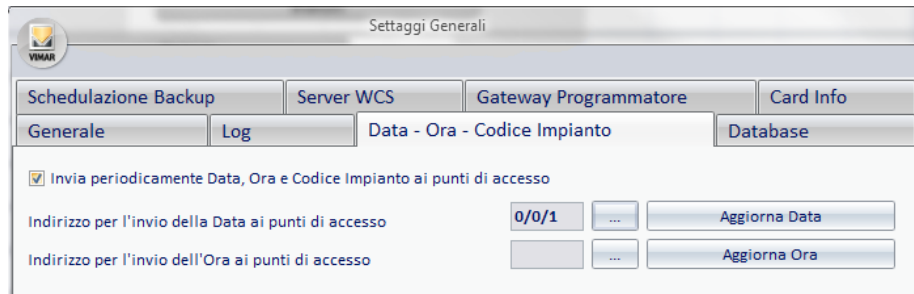 Settaggi Generali
VIMAR
Schedulazione Backup Server WCS Gateway Programmatore Card Info
Generale Log Data - Ora - Codice Impianto Database
Invia periodicamente Data, Ora e Codice Impianto ai punti di accesso
Indirizzo per l'invio della Data ai punti di accesso 0/0/1 ... Aggiorna Data
Indirizzo per l'invio dell'Ora ai punti di accesso ... Aggiorna Ora